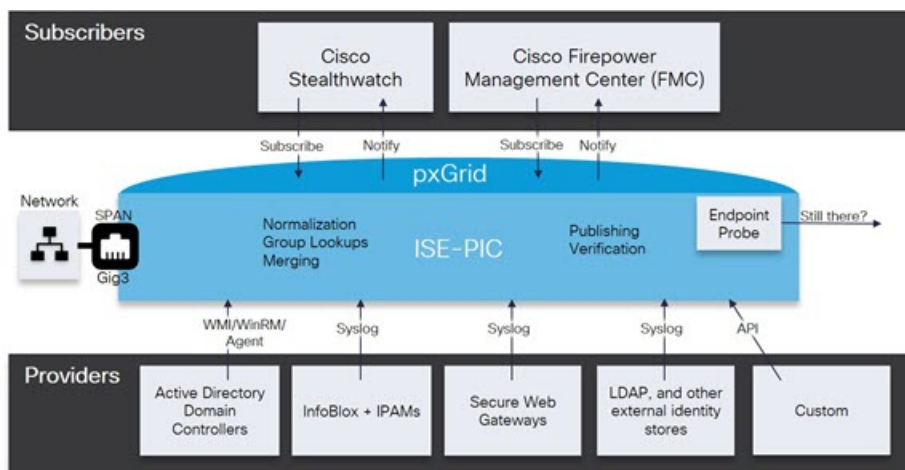 Subscribers
Cisco
Stealthwatch
Cisco Firepower
Management Center (FMC)
Subscribe
Notify
Subscribe
Notify
pxGrid
Network
SPAN
Gig3
Normalization
Group Lookups
Merging
ISE-PIC
Publishing
Verification
Endpoint
Probe
Still there?
WMI/WinRM/
Agent
Syslog
Syslog
Syslog
API
Providers
Active Directory
Domain
Controllers
InfoBlox + IPAMs
Secure Web
Gateways
LDAP, and other
external identity
stores
Custom